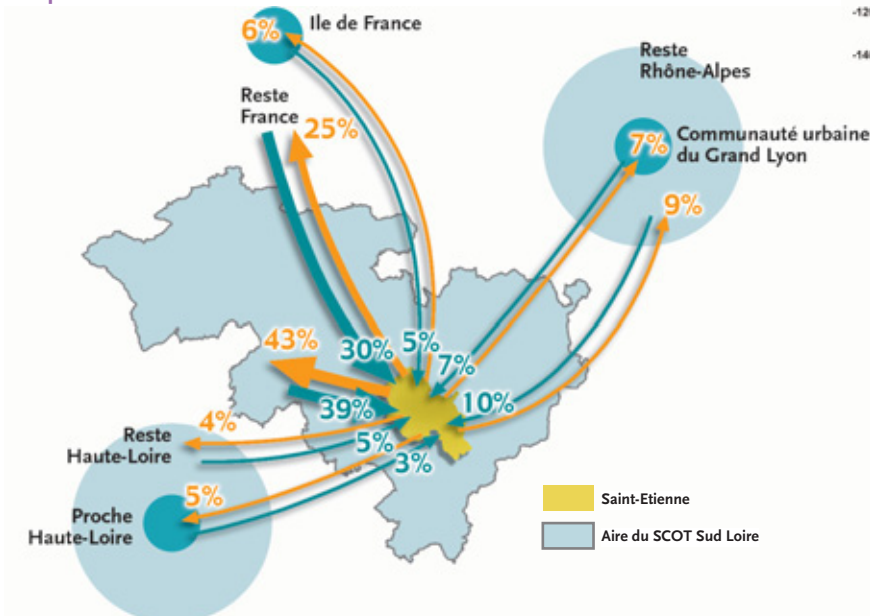 6%
Ile de France
-120
-140
Reste
Rhône-Alpes
Reste
France
25%
7%
Communauté urbaine
du Grand Lyon
9%
43%
30%
5%
7%
39%
10%
4%
Reste
Haute-Loire
5%
3%
5%
Proche
Haute-Loire
Saint-Etienne
Aire du SCOT Sud Loire